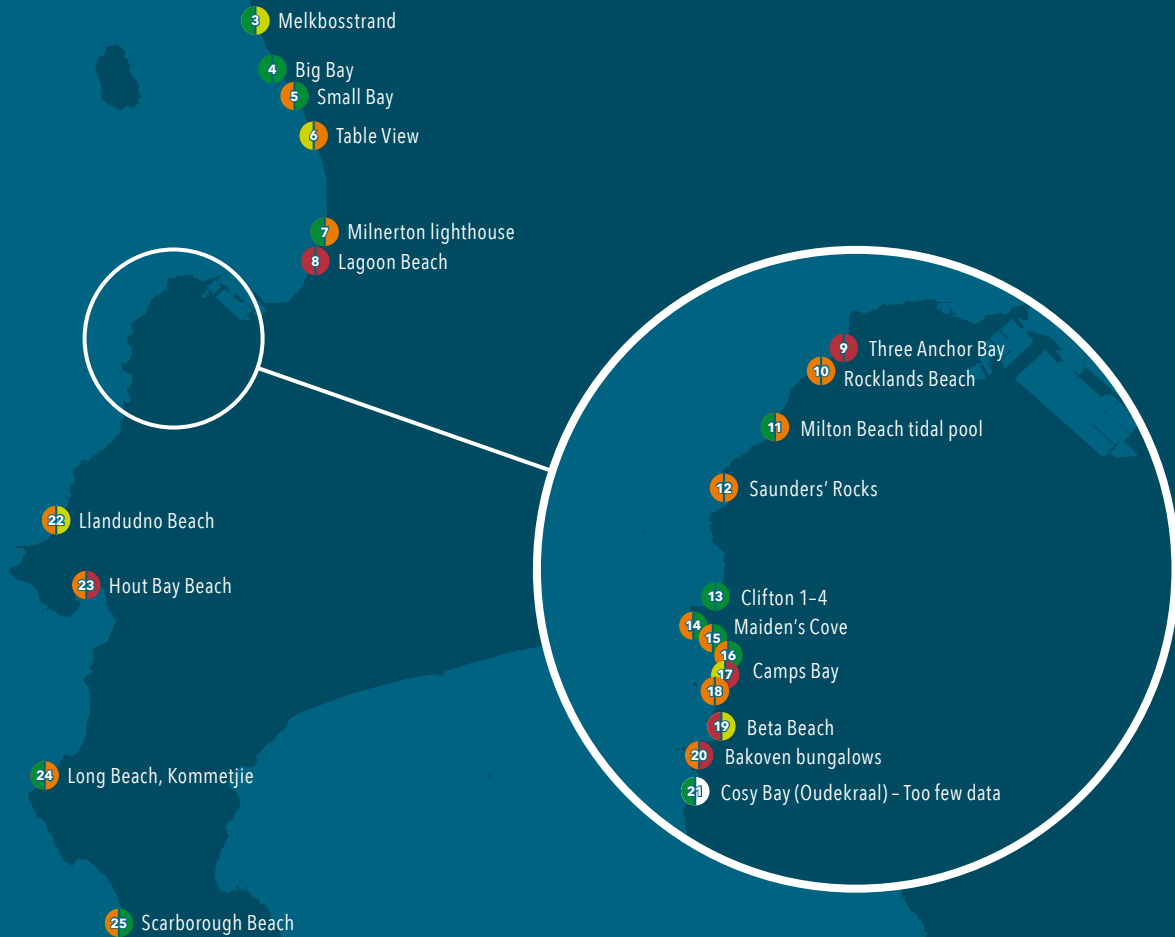 3 Melkbosstrand
4 Big Bay
5 Small Bay
6 Table View
7 Milnerton lighthouse
8 Lagoon Beach
9 Three Anchor Bay
10 Rocklands Beach
11 Milton Beach tidal pool
12 Saunders’ Rocks
13 Clifton 1–4
14 Maiden’s Cove
15
16
17 Camps Bay
18
19 Beta Beach
20 Bakoven bungalows
21 Cosy Bay (Oudekraal) – Too few data
22 Llandudno Beach
23 Hout Bay Beach
24 Long Beach, Kommetjie
25 Scarborough Beach